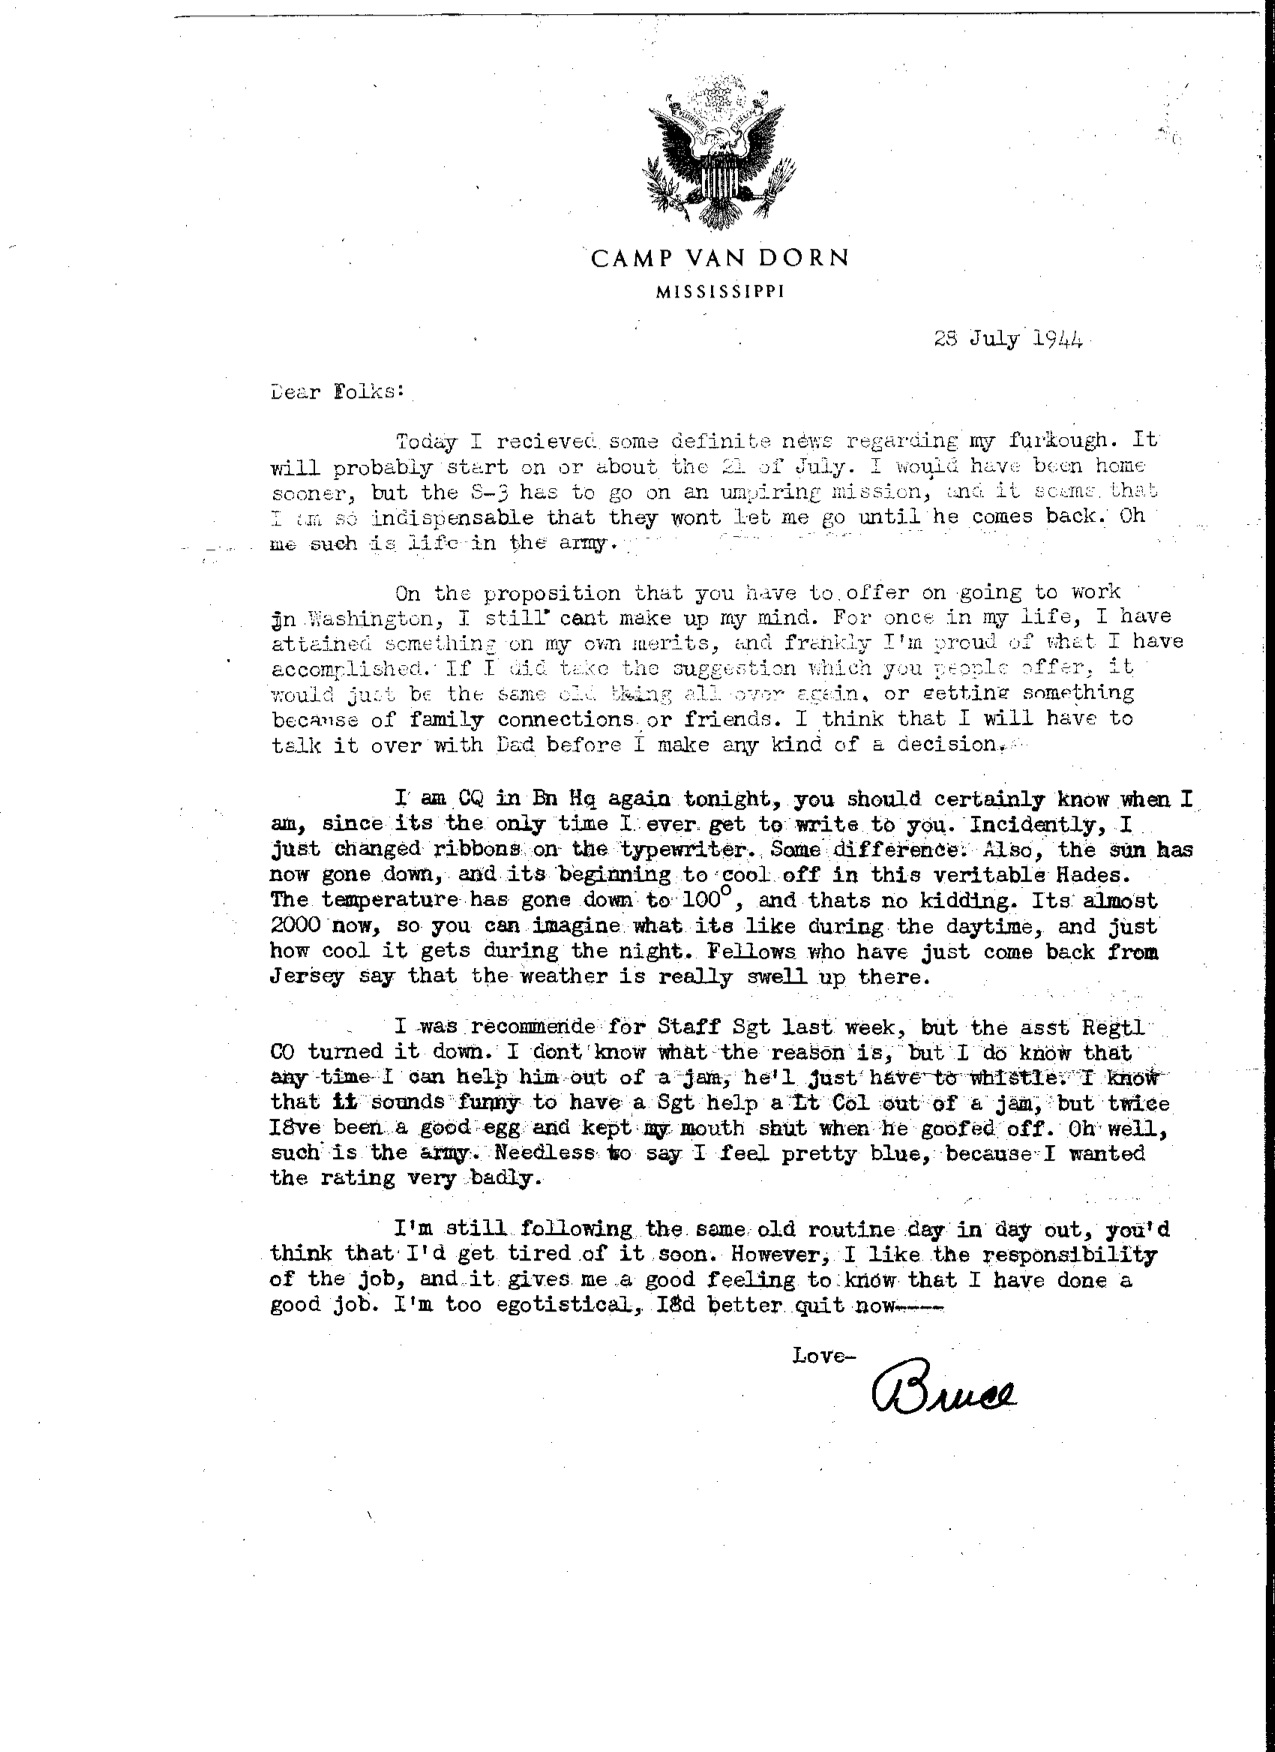 CAMP VAN DORN
MISSISSIPPI
28 July 1944
Dear Folks:
Today I recieved some definite news regarding my furkough. It
will probably start on or about the 21 of July. I would have been home
sooner, but the S-3 has to go on an umpiring mission, and it seems that
I am so indispensable that they wont let me go until he comes back. Oh
me such is life in the army.
On the proposition that you have to offer on going to work
jn Washington, I still cant make up my mind. For once in my life, I have
attained something on my own merits, and frankly I'm proud of what I have
accomplished. If I did take the suggestion which you people offer, it
would just be the same old thing all over again, or getting something
because of family connections or friends. I think that I will have to
talk it over with Dad before I make any kind of a decision.
I am CQ in Bn Hq again tonight, you should certainly know when I
am, since its the only time I ever get to write to you. Incidently, I
just changed ribbons on the typewriter. Some difference. Also, the sun has
now gone down, and its beginning to cool off in this veritable Hades.
The temperature has gone down to 100°, and thats no kidding. Its almost
2000 now, so you can imagine what its like during the daytime, and just
how cool it gets during the night. Fellows who have just come back from
Jersey say that the weather is really swell up there.
I was recommende for Staff Sgt last week, but the asst Regtl
CO turned it down. I dont know what the reason is, but I do know that
any time I can help him out of a jam, he'l just have to whistle. I know
that it sounds funny to have a Sgt help a Lt Col out of a jam, but twice
I8ve been a good egg and kept my mouth shut when he goofed off. Oh well,
such is the army. Needless to say I feel pretty blue, because I wanted
the rating very badly.
I'm still following the same old routine day in day out, you'd
think that I'd get tired of it soon. However, I like the responsibility
of the job, and it gives me a good feeling to know that I have done a
good job. I'm too egotistical, I8d better quit now----
Love-
Bruce